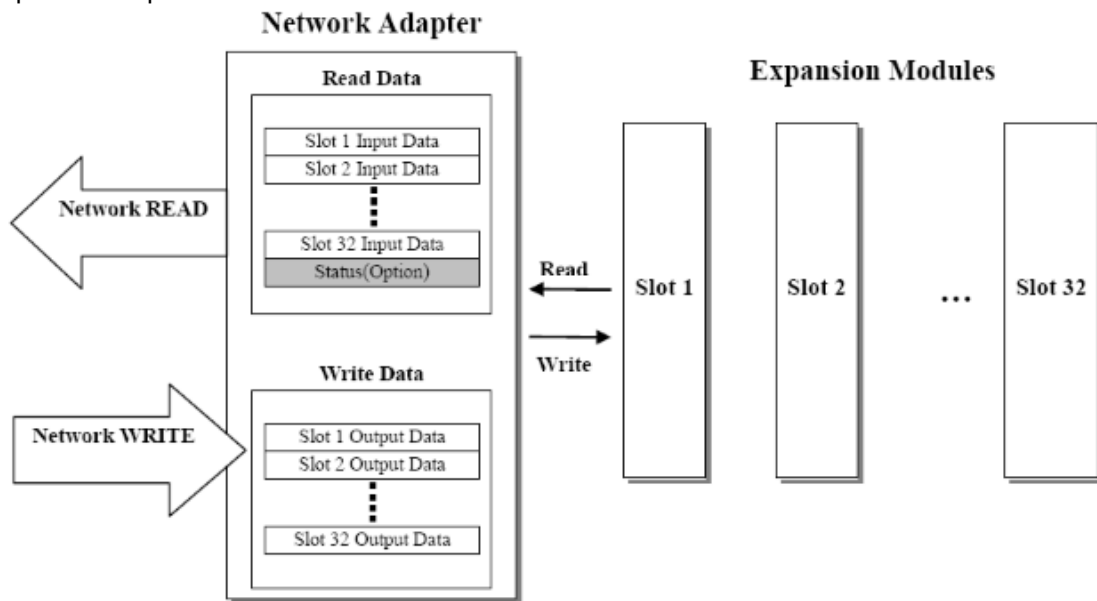 Network Adapter
Expansion Modules
Read Data
Slot 1 Input Data
Slot 2 Input Data
Slot 32 Input Data
Status(Option)
Network READ
Read
Write
Slot 1
Slot 2
...
Slot 32
Write Data
Network WRITE
Slot 1 Output Data
Slot 2 Output Data
Slot 32 Output Data